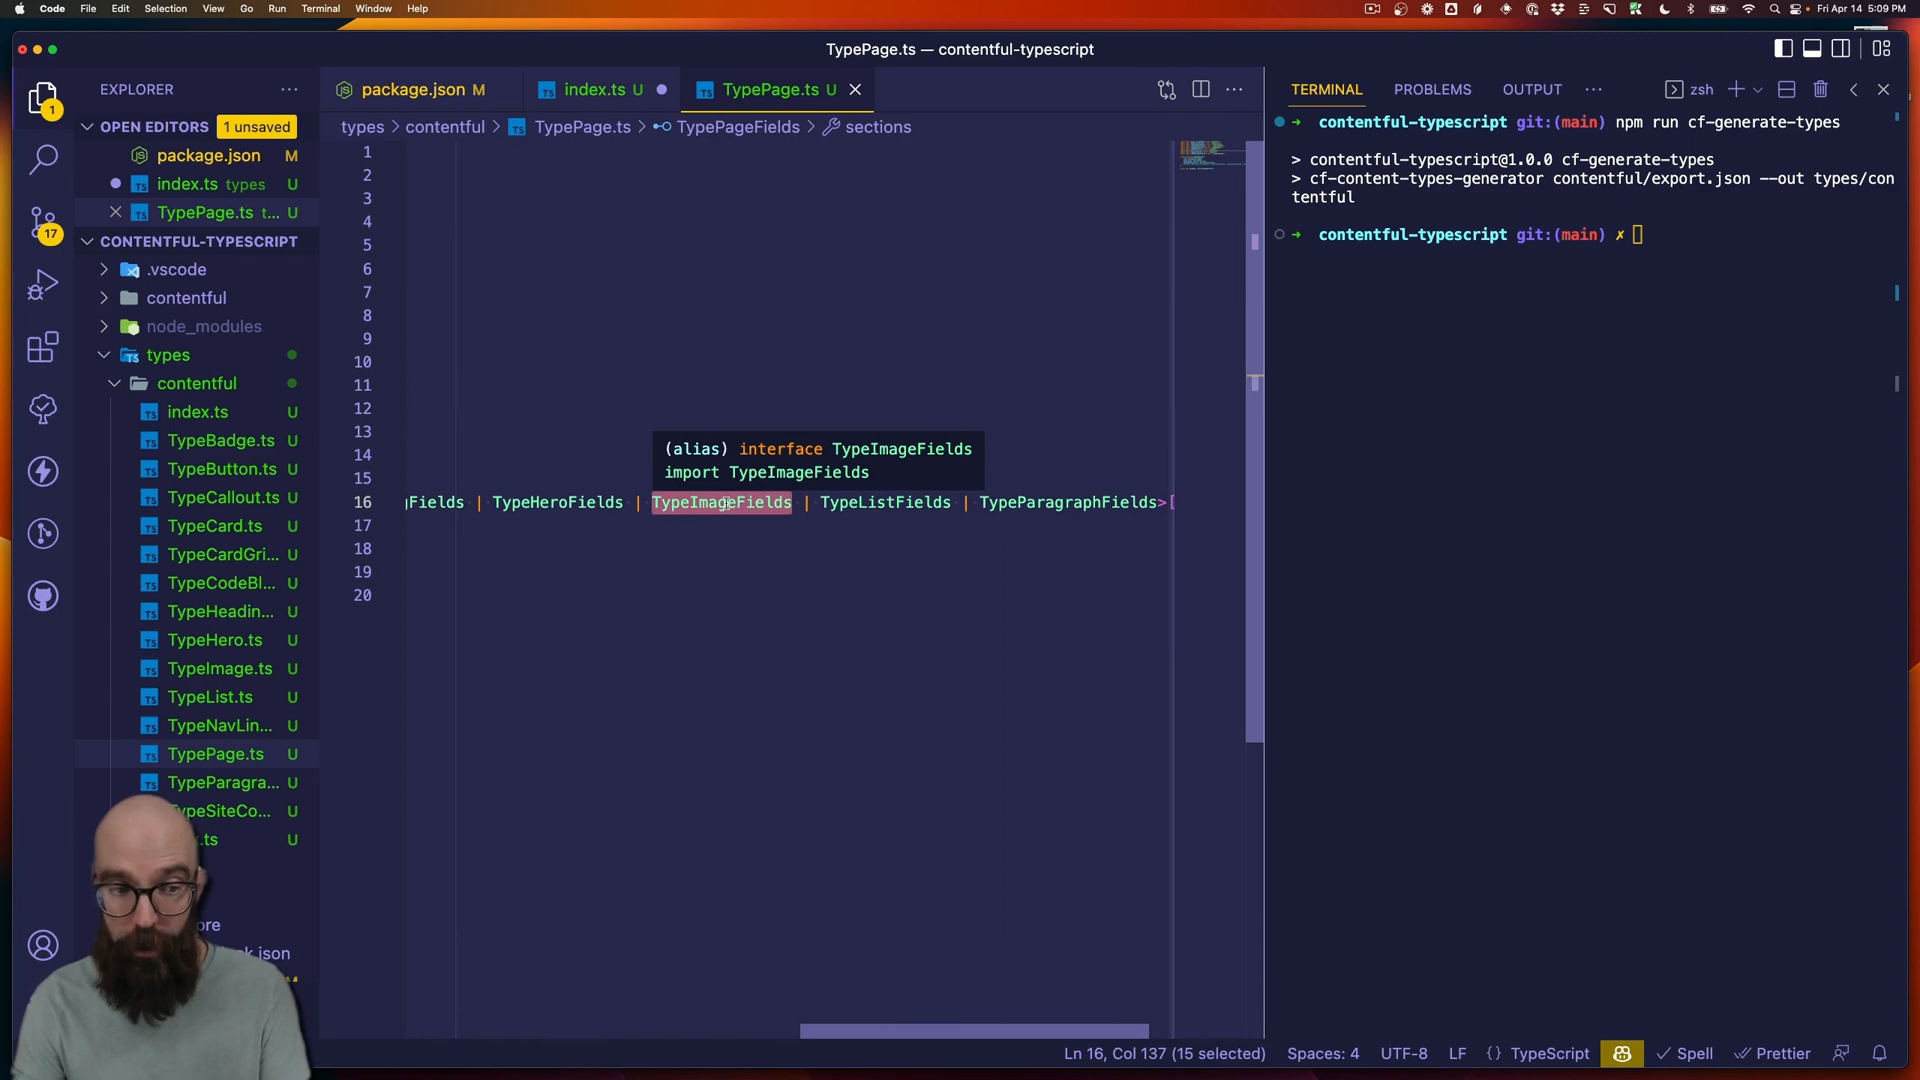 Code File Edit Selection View Go Run Terminal Window Help
Fri Apr 14 5:09 PM
TypePage.ts — contentful-typescript
EXPLORER
OPEN EDITORS 1 unsaved
package.json M
index.ts types U
TypePage.ts t... U
CONTENTFUL-TYPESCRIPT
.vscode
contentful
node_modules
types
contentful
index.ts U
TypeBadge.ts U
TypeButton.ts U
TypeCallout.ts U
TypeCard.ts U
TypeCardGri... U
TypeCodeBl... U
TypeHeadin... U
TypeHero.ts U
TypeImage.ts U
TypeList.ts U
TypeNavLin... U
TypePage.ts U
TypeParagra... U
ypeSiteCo... U
.ts U
ore
k.json
1
17
package.json M
index.ts U
TypePage.ts U
types > contentful > TypePage.ts > TypePageFields > sections
1
2
3
4
5
6
7
8
9
10
11
12
13
14
15
16 gFields | TypeHeroFields | TypeImageFields | TypeListFields | TypeParagraphFields>[
17
18
19
20
(alias) interface TypeImageFields
import TypeImageFields
TERMINAL PROBLEMS OUTPUT zsh
→ contentful-typescript git:(main) npm run cf-generate-types
> contentful-typescript@1.0.0 cf-generate-types
> cf-content-types-generator contentful/export.json --out types/con
tentful
→ contentful-typescript git:(main) ✗
Ln 16, Col 137 (15 selected) Spaces: 4 UTF-8 LF {} TypeScript Spell Prettier